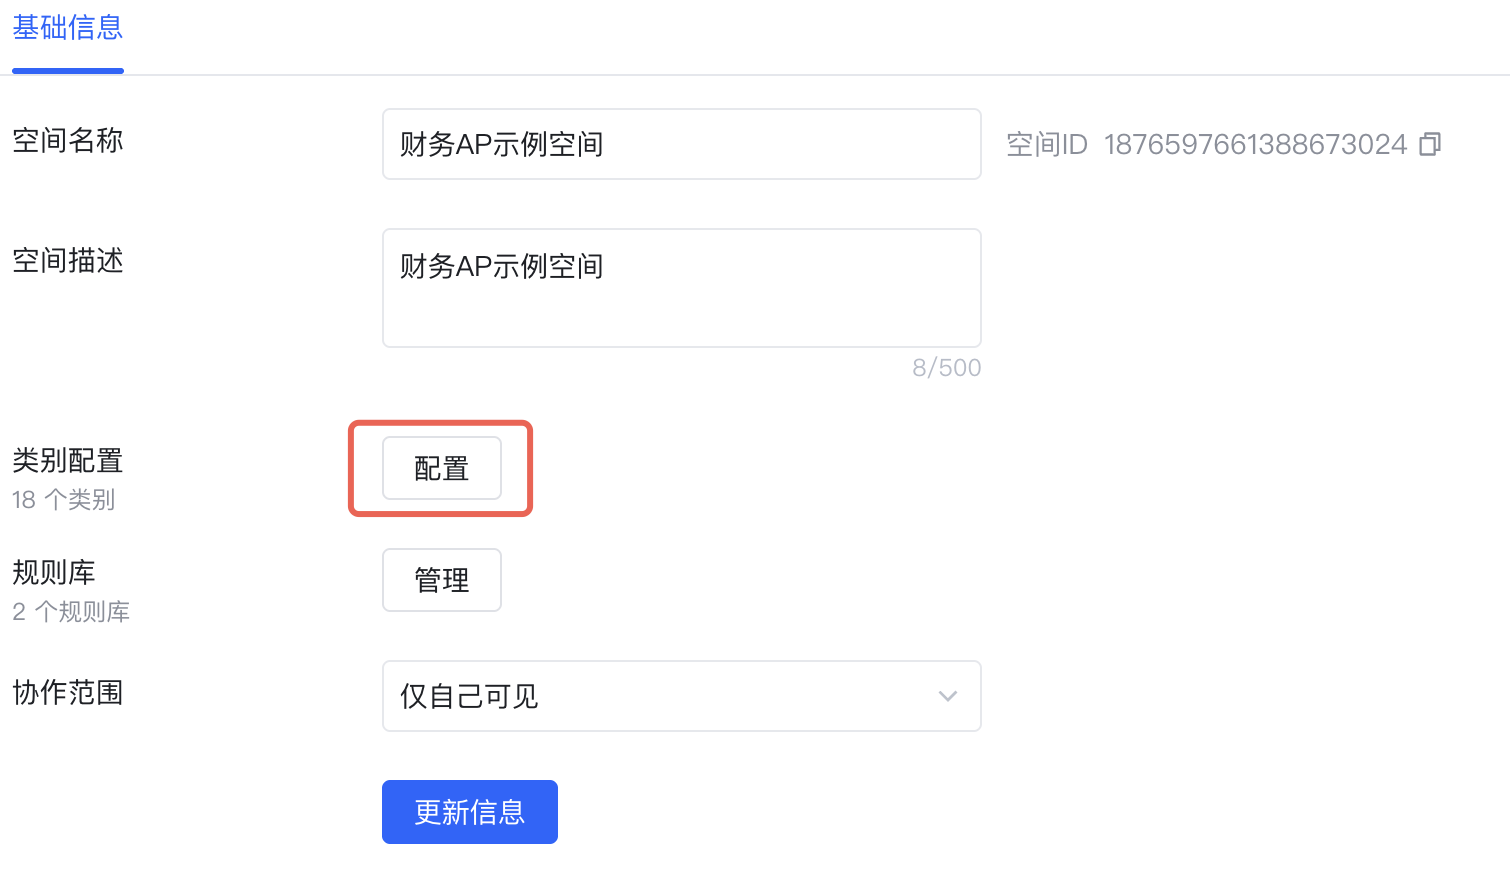 基础信息
空间名称
财务AP示例空间
空间ID 1876597661388673024
空间描述
财务AP示例空间
8/500
类别配置
18 个类别
配置
规则库
2 个规则库
管理
协作范围
仅自己可见
更新信息